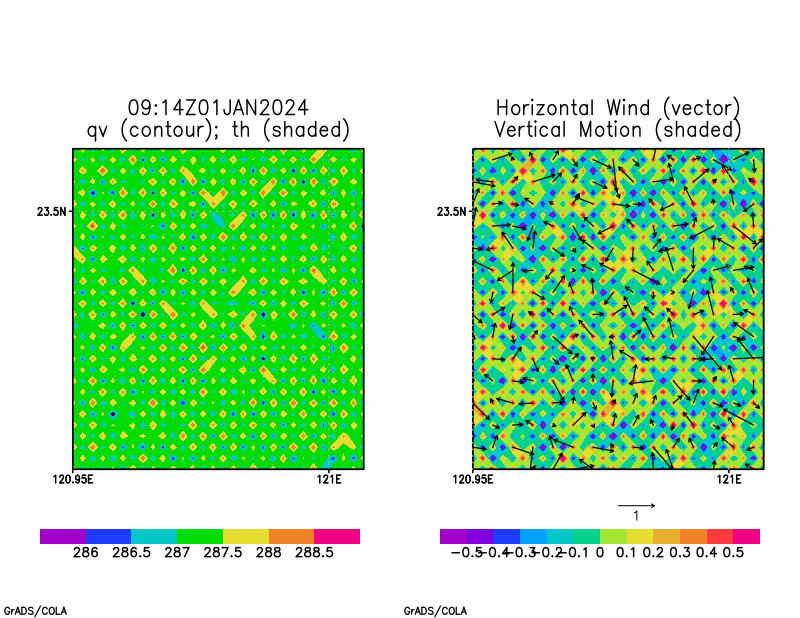 09:14Z01JAN2024
qv (contour); th (shaded)
23.5N
120.95E
121E
286 286.5 287 287.5 288 288.5
GrADS/COLA
Horizontal Wind (vector)
Vertical Motion (shaded)
23.5N
120.95E
121E
1
-0.5 -0.4 -0.3 -0.2 -0.1 0 0.1 0.2 0.3 0.4 0.5
GrADS/COLA